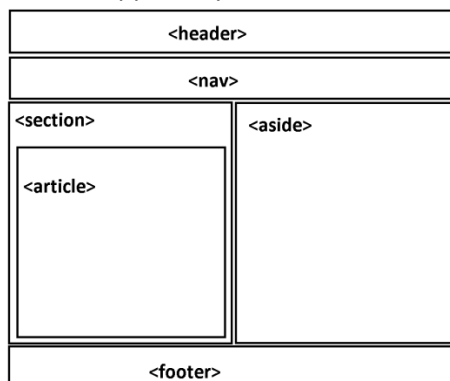 <header>
<nav>
<section>
<aside>
<article>
<footer>